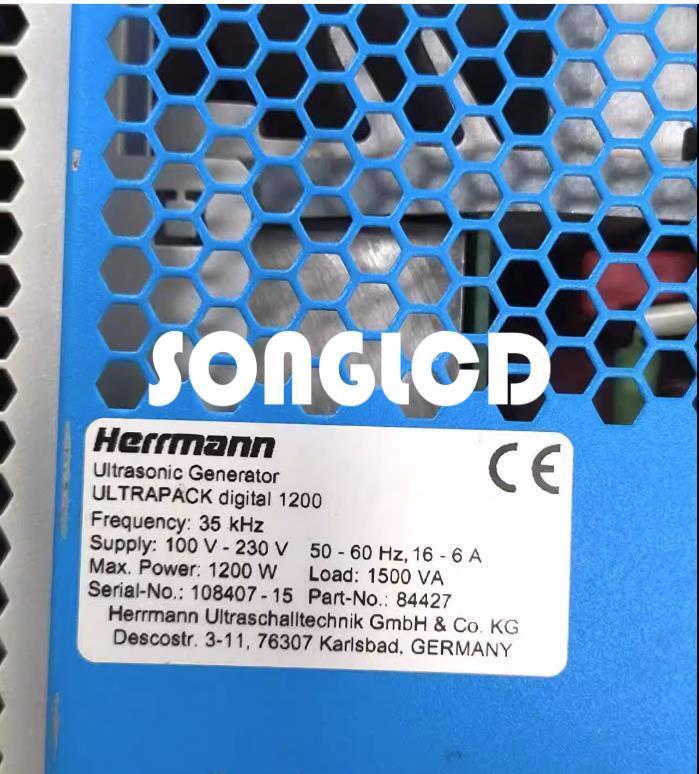 SONGLCD
Herrmann CE
Ultrasonic Generator
ULTRAPACK digital 1200
Frequency: 35 kHz
Supply: 100 V - 230 V 50 - 60 Hz, 16 - 6 A
Max. Power: 1200 W Load: 1500 VA
Serial-No.: 108407 - 15 Part-No.: 84427
Herrmann Ultraschalltechnik GmbH & Co. KG
Descostr. 3-11, 76307 Karlsbad, GERMANY